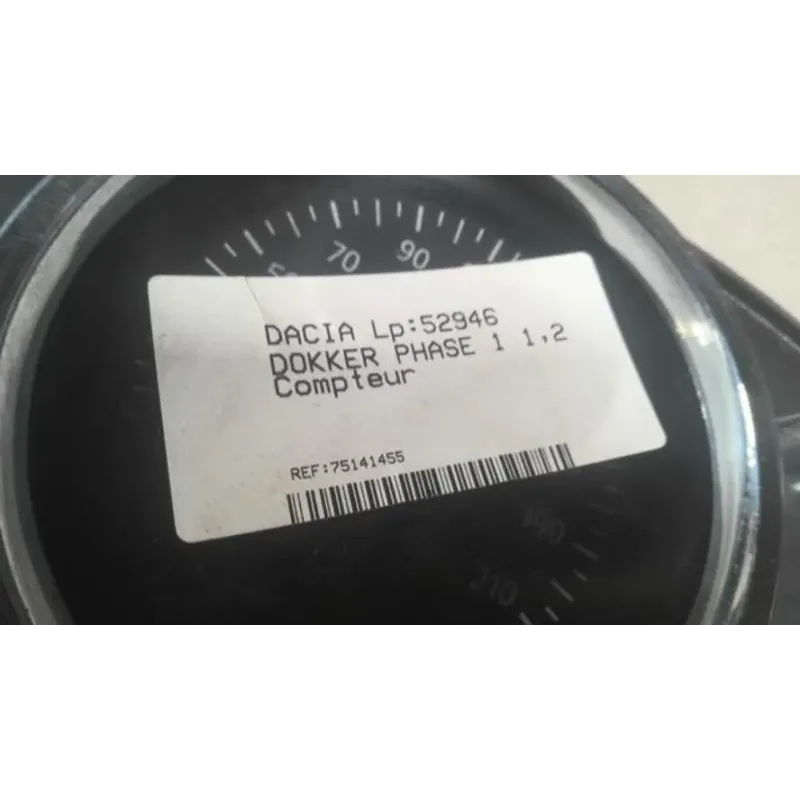 70 90
DACIA Lp:52946
DOKKER PHASE 1 1,2
Compteur
REF:75141455
190
210